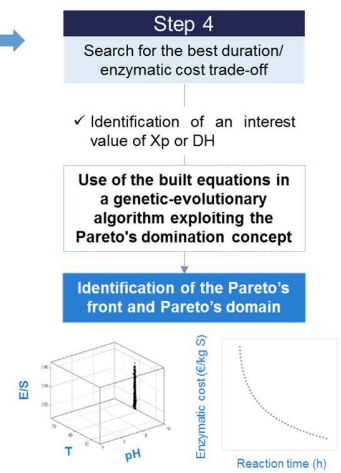 Step 4
Search for the best duration/
enzymatic cost trade-off
✓ Identification of an interest
value of Xp or DH
Use of the built equations in
a genetic-evolutionary
algorithm exploiting the
Pareto's domination concept
Identification of the Pareto's
front and Pareto's domain
E/S
T
pH
Enzymatic cost (€/kg S)
Reaction time (h)